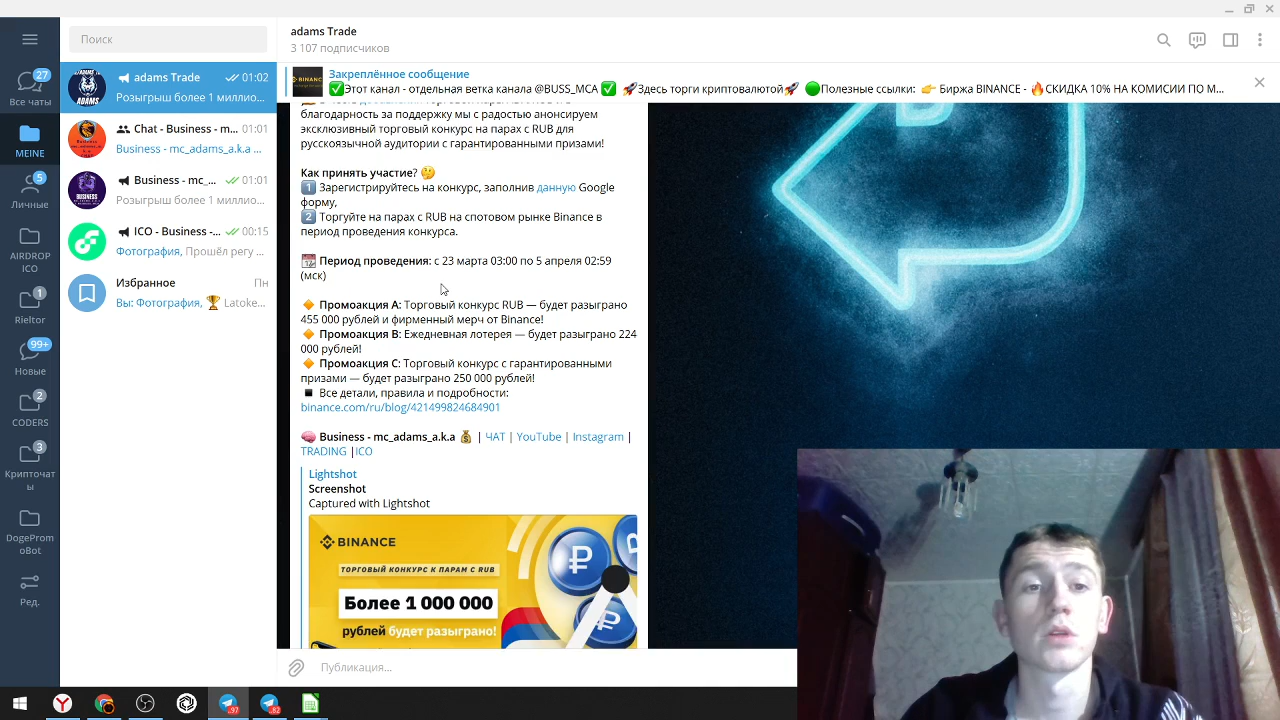 Поиск
27
Все чаты
MEINE
5
Личные
AIRDROP
ICO
1
Rieltor
99+
Новые
2
CODERS
3
Крипточат
ы
DogeProm
oBot
Ред.
adams Trade 01:02
Розыгрыш более 1 миллио...
Chat - Business - m... 01:01
Business - mc_adams_a.k.a ...
Business - mc_... 01:01
Розыгрыш более 1 миллио...
ICO - Business -... 00:15
Фотография, Прошёл регу ...
Избранное Пн
Вы: Фотография, 🏆 Latoke...
adams Trade
3 107 подписчиков
BINANC
Закреплённое сообщение
✅Этот канал - отдельная ветка канала @BUSS_MCA ✅ 🚀Здесь торги криптовалютой🚀 🟢Полезные ссылки: 👉 Биржа BINANCE - 🔥СКИДКА 10% НА КОМИСИИ ПО М...
благодарность за поддержку мы с радостью анонсируем
эксклюзивный торговый конкурс на парах с RUB для
русскоязычной аудитории с гарантированными призами!
Как принять участие? 🤔
1️⃣ Зарегистрируйтесь на конкурс, заполнив данную Google
форму,
2️⃣ Торгуйте на парах с RUB на спотовом рынке Binance в
период проведения конкурса.
📆 Период проведения: с 23 марта 03:00 по 5 апреля 02:59
(мск)
🔸 Промоакция A: Торговый конкурс RUB — будет разыграно
455 000 рублей и фирменный мерч от Binance!
🔸 Промоакция B: Ежедневная лотерея — будет разыграно 224
000 рублей!
🔸 Промоакция C: Торговый конкурс с гарантированными
призами — будет разыграно 250 000 рублей!
◾ Все детали, правила и подробности:
binance.com/ru/blog/421499824684901
🧠 Business - mc_adams_a.k.a 💰 | ЧАТ | YouTube | Instagram |
TRADING |ICO
Lightshot
Screenshot
Captured with Lightshot
BINANCE
ТОРГОВЫЙ КОНКУРС К ПАРАМ С RUB
Более 1 000 000
рублей будет разыграно!
Публикация...
97
82